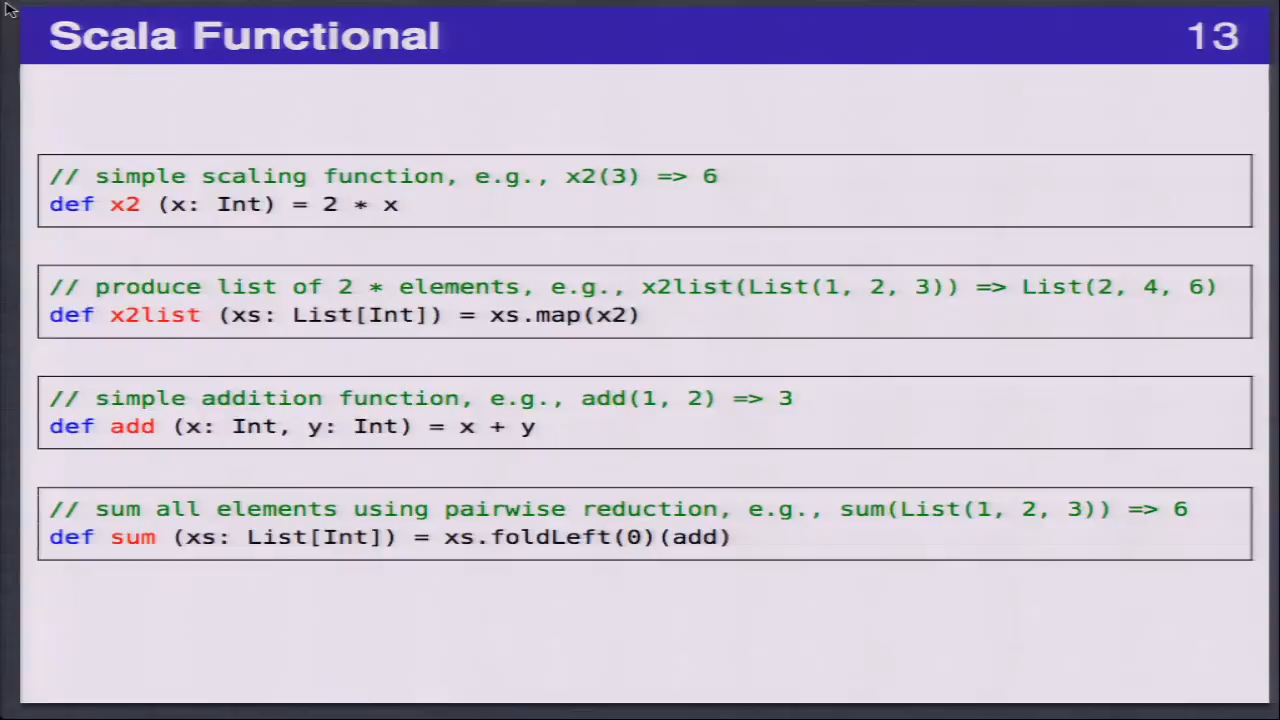 Scala Functional 13
// simple scaling function, e.g., x2(3) => 6
def x2 (x: Int) = 2 * x
// produce list of 2 * elements, e.g., x2list(List(1, 2, 3)) => List(2, 4, 6)
def x2list (xs: List[Int]) = xs.map(x2)
// simple addition function, e.g., add(1, 2) => 3
def add (x: Int, y: Int) = x + y
// sum all elements using pairwise reduction, e.g., sum(List(1, 2, 3)) => 6
def sum (xs: List[Int]) = xs.foldLeft(0)(add)